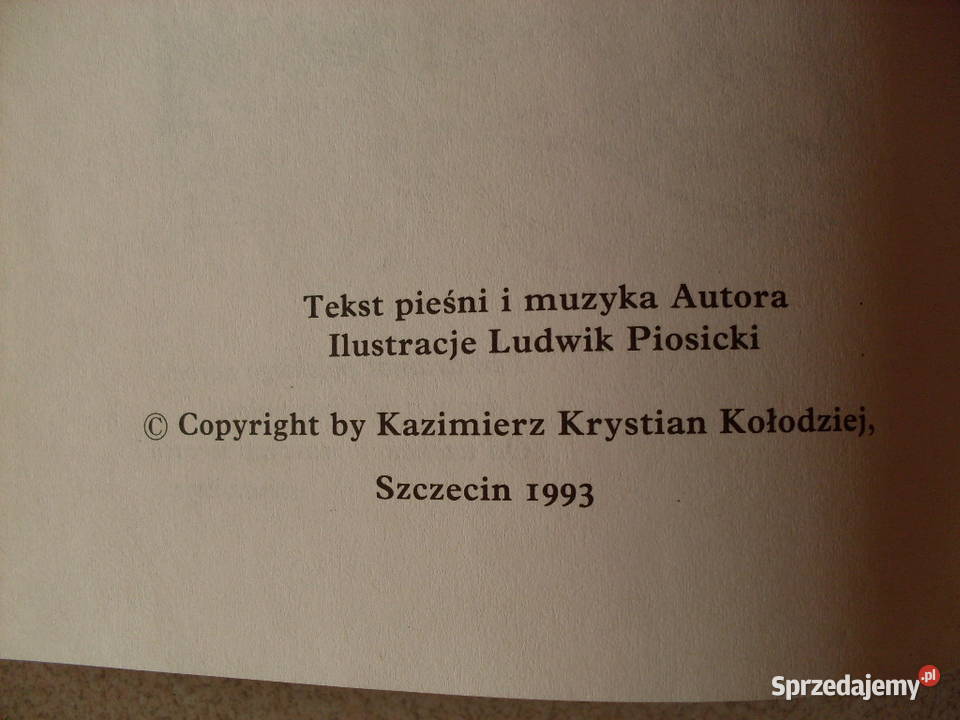 Tekst pieśni i muzyka Autora
Ilustracje Ludwik Piosicki
© Copyright by Kazimierz Krystian Kołodziej,
Szczecin 1993
Sprzedajemy.pl